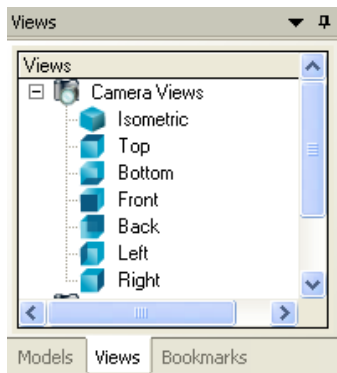 Views
Views
Camera Views
Isometric
Top
Bottom
Front
Back
Left
Right
Models Views Bookmarks